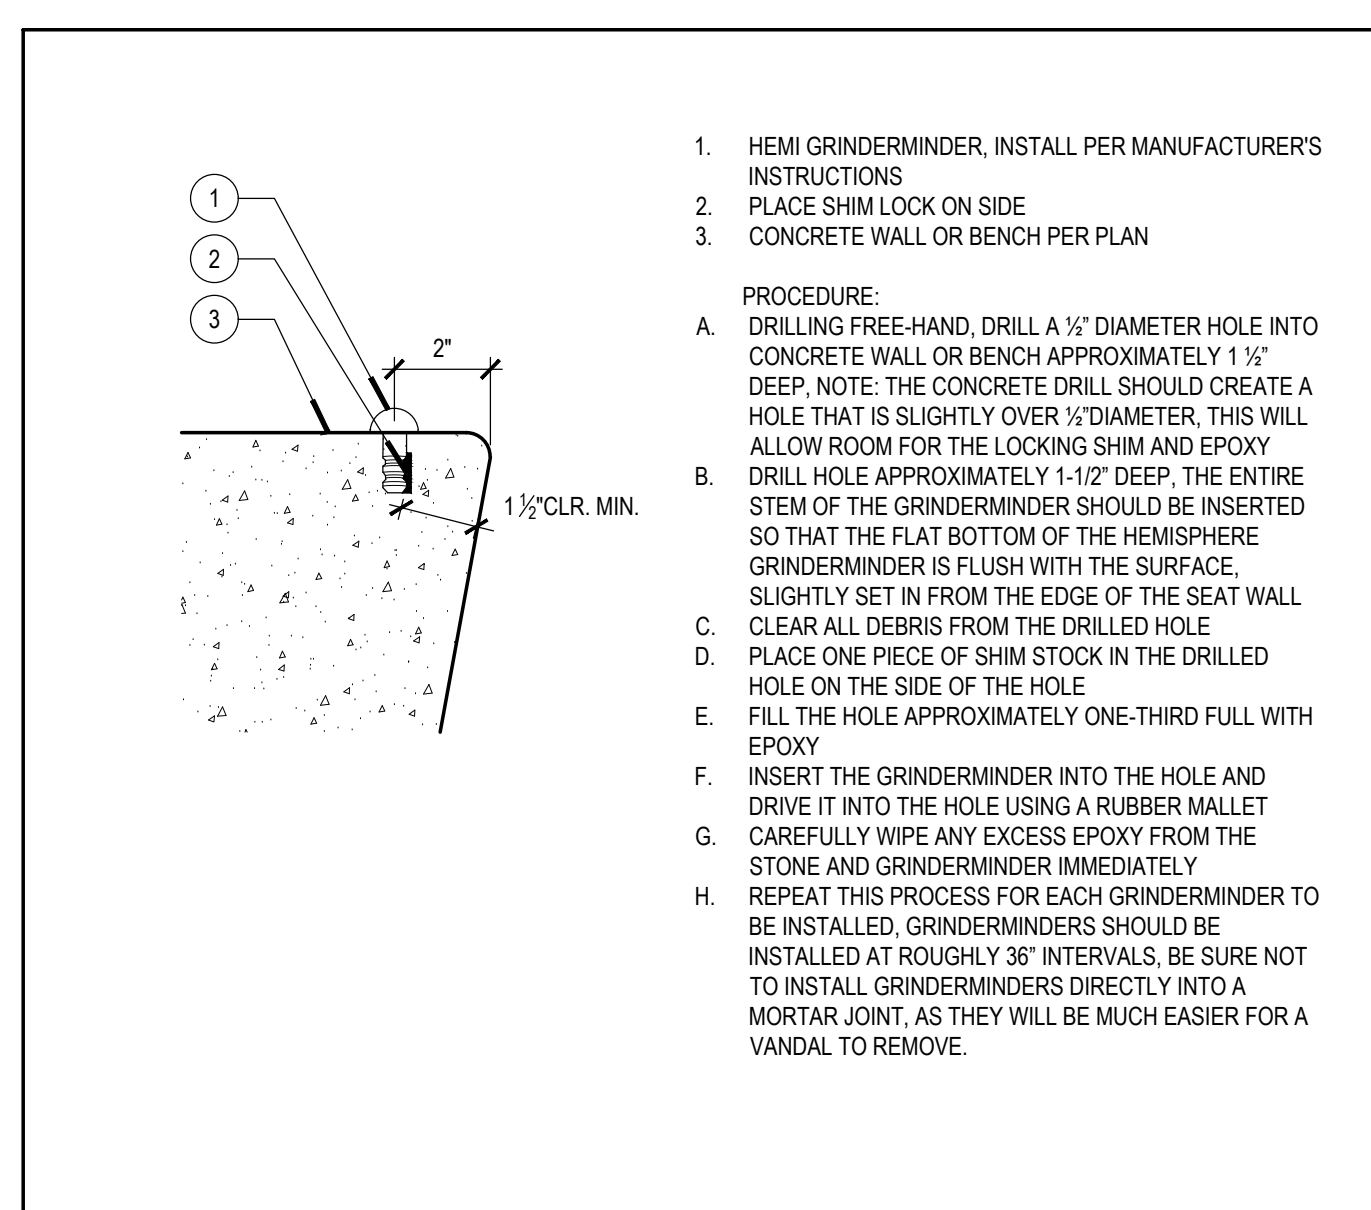 1
2
3
2"
1 ½"CLR. MIN.
1. HEMI GRINDERMINDER, INSTALL PER MANUFACTURER'S
INSTRUCTIONS
2. PLACE SHIM LOCK ON SIDE
3. CONCRETE WALL OR BENCH PER PLAN
PROCEDURE:
A. DRILLING FREE-HAND, DRILL A ½” DIAMETER HOLE INTO
CONCRETE WALL OR BENCH APPROXIMATELY 1 ½”
DEEP, NOTE: THE CONCRETE DRILL SHOULD CREATE A
HOLE THAT IS SLIGHTLY OVER ½”DIAMETER, THIS WILL
ALLOW ROOM FOR THE LOCKING SHIM AND EPOXY
B. DRILL HOLE APPROXIMATELY 1-1/2” DEEP, THE ENTIRE
STEM OF THE GRINDERMINDER SHOULD BE INSERTED
SO THAT THE FLAT BOTTOM OF THE HEMISPHERE
GRINDERMINDER IS FLUSH WITH THE SURFACE,
SLIGHTLY SET IN FROM THE EDGE OF THE SEAT WALL
C. CLEAR ALL DEBRIS FROM THE DRILLED HOLE
D. PLACE ONE PIECE OF SHIM STOCK IN THE DRILLED
HOLE ON THE SIDE OF THE HOLE
E. FILL THE HOLE APPROXIMATELY ONE-THIRD FULL WITH
EPOXY
F. INSERT THE GRINDERMINDER INTO THE HOLE AND
DRIVE IT INTO THE HOLE USING A RUBBER MALLET
G. CAREFULLY WIPE ANY EXCESS EPOXY FROM THE
STONE AND GRINDERMINDER IMMEDIATELY
H. REPEAT THIS PROCESS FOR EACH GRINDERMINDER TO
BE INSTALLED, GRINDERMINDERS SHOULD BE
INSTALLED AT ROUGHLY 36” INTERVALS, BE SURE NOT
TO INSTALL GRINDERMINDERS DIRECTLY INTO A
MORTAR JOINT, AS THEY WILL BE MUCH EASIER FOR A
VANDAL TO REMOVE.